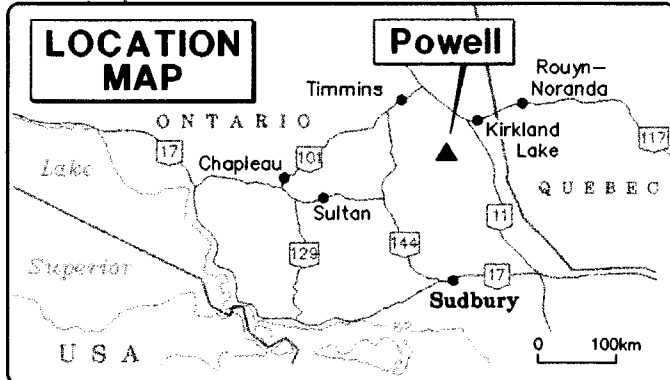 LOCATION
MAP
Powell
Timmins
Rouyn-
Noranda
ONTARIO
Kirkland
Lake
117
17
Chapleau
101
Lake
Sultan
QUEBEC
11
129
144
Superior
17
Sudbury
USA
0 100km